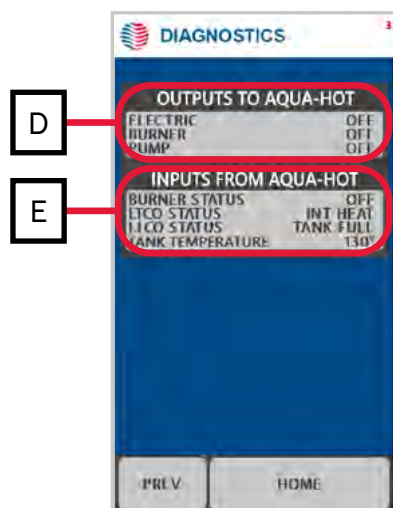 DIAGNOSTICS
3
OUTPUTS TO AQUA-HOT
ELECTRIC OFF
BURNER OFF
PUMP OFF
D
INPUTS FROM AQUA-HOT
BURNER STATUS OFF
LTCO STATUS INT HEAT
LLCO STATUS TANK FULL
TANK TEMPERATURE 130°
E
PREV HOME